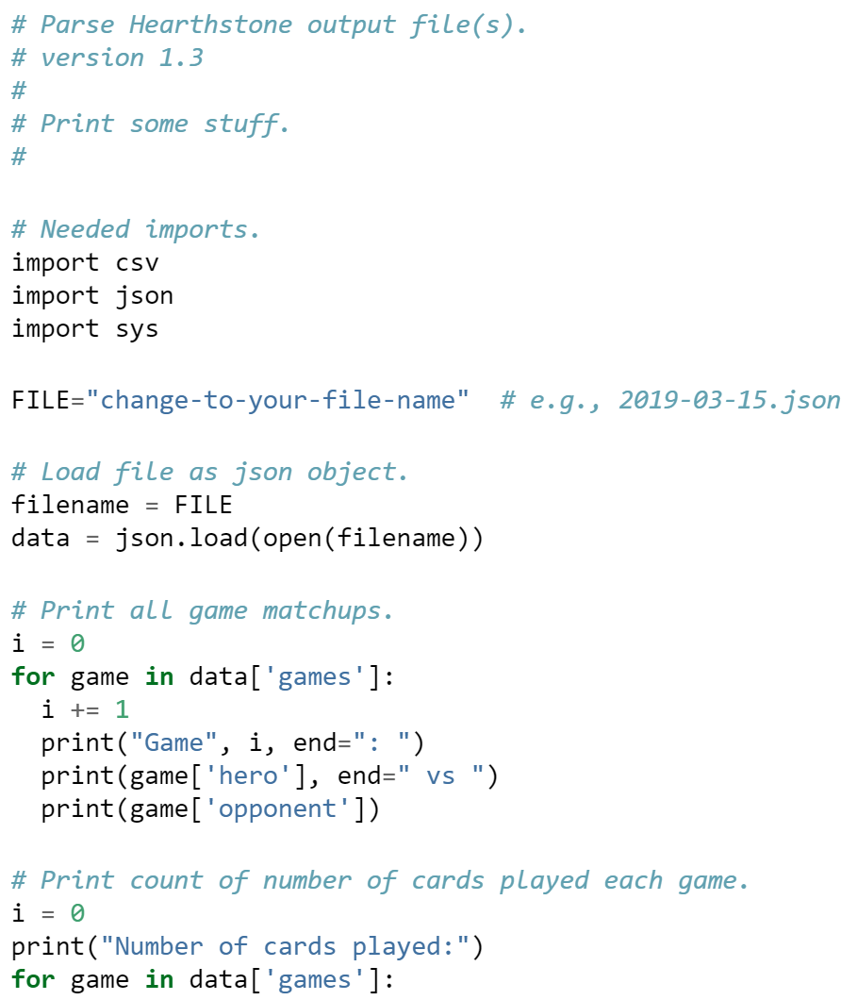 # Parse Hearthstone output file(s).
# version 1.3
#
# Print some stuff.
#
# Needed imports.
import csv
import json
import sys
FILE="change-to-your-file-name"  # e.g., 2019-03-15.json
# Load file as json object.
filename = FILE
data = json.load(open(filename))
# Print all game matchups.
i = 0
for game in data['games']:
  i += 1
  print("Game", i, end=": ")
  print(game['hero'], end=" vs ")
  print(game['opponent'])
# Print count of number of cards played each game.
i = 0
print("Number of cards played:")
for game in data['games']: